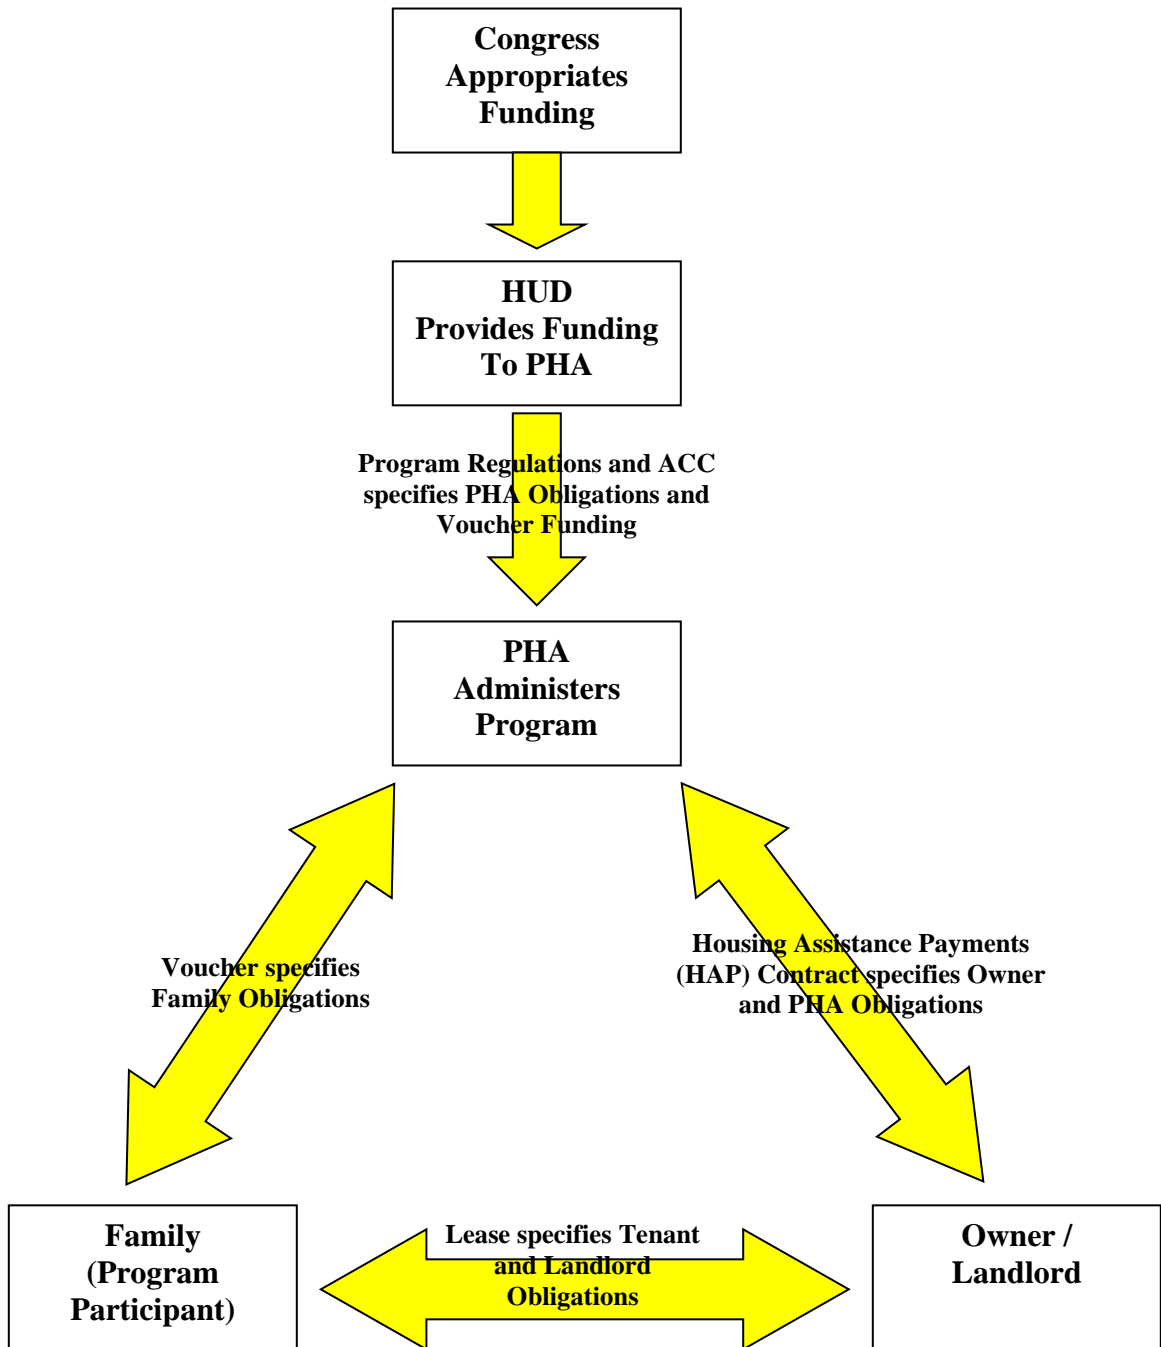 Congress
Appropriates
Funding
HUD
Provides Funding
To PHA
Program Regulations and ACC
specifies PHA Obligations and
Voucher Funding
PHA
Administers
Program
Voucher specifies
Family Obligations
Housing Assistance Payments
(HAP) Contract specifies Owner
and PHA Obligations
Family
(Program
Participant)
Lease specifies Tenant
and Landlord
Obligations
Owner /
Landlord